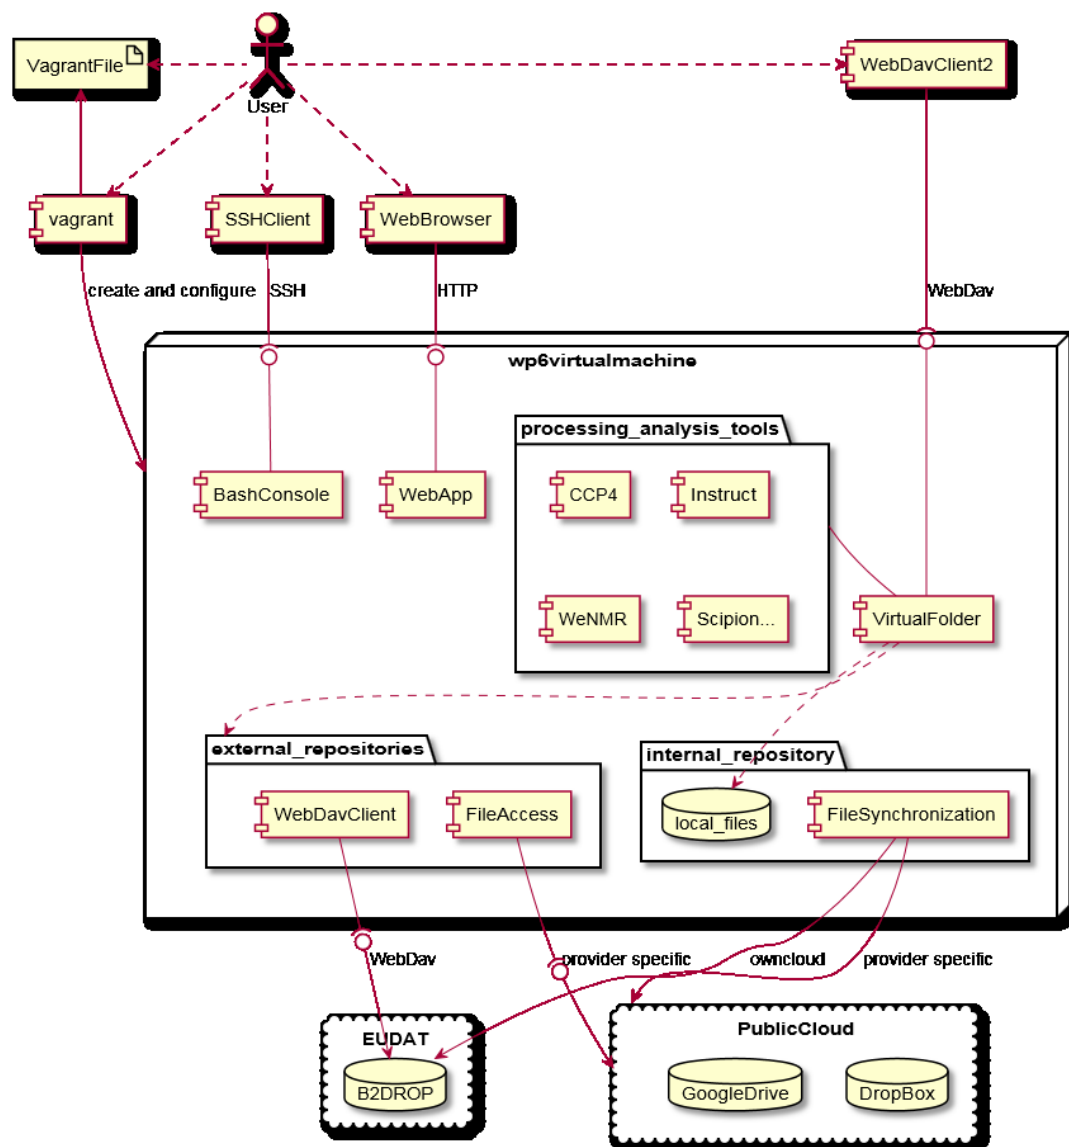 VagrantFile
User
WebDavClient2
vagrant
SSHClient
WebBrowser
create and configure
SSH
HTTP
WebDav
wp6virtualmachine
processing_analysis_tools
BashConsole
WebApp
CCP4
Instruct
WeNMR
Scipion...
VirtualFolder
external_repositories
internal_repository
WebDavClient
FileAccess
local_files
FileSynchronization
WebDav
provider specific
owncloud
provider specific
EUDAT
B2DROP
PublicCloud
GoogleDrive
DropBox